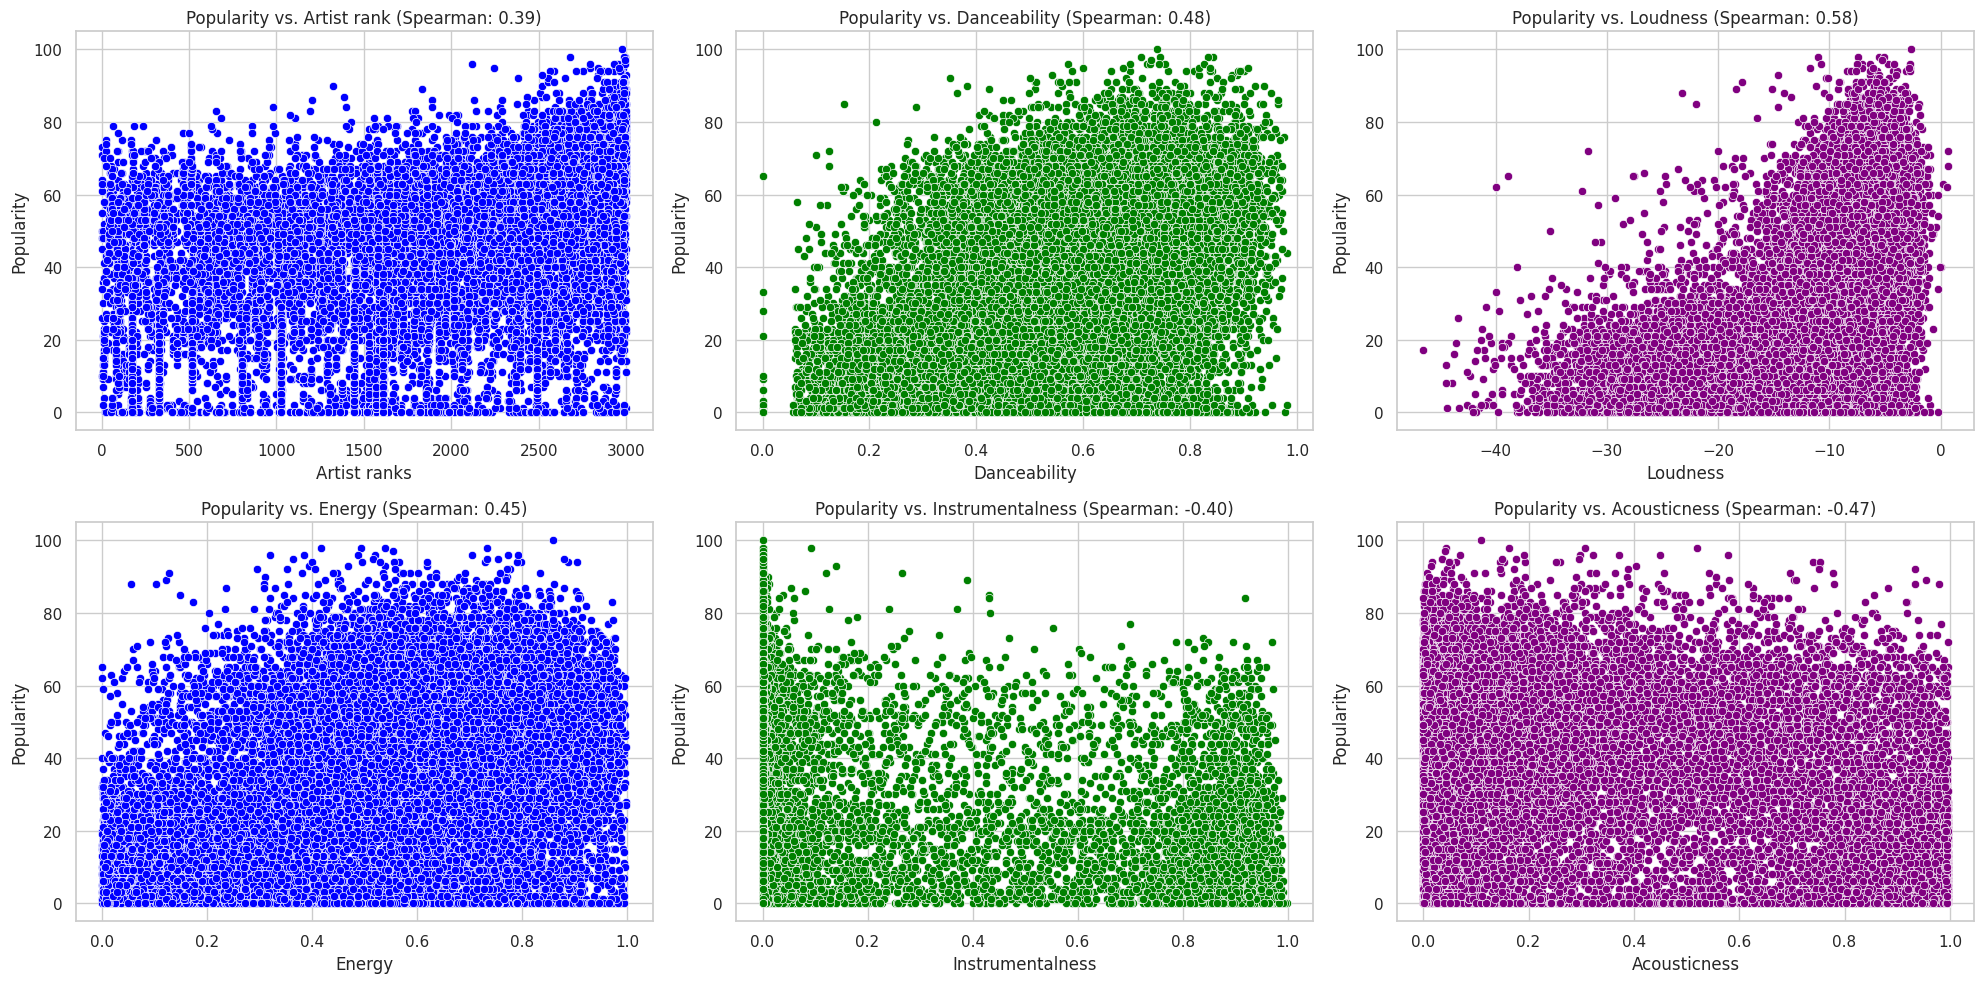 Popularity vs. Artist rank (Spearman: 0.39)
Popularity
100
80
60
40
20
0
0 500 1000 1500 2000 2500 3000
Artist ranks
Popularity vs. Danceability (Spearman: 0.48)
Popularity
100
80
60
40
20
0
0.0 0.2 0.4 0.6 0.8 1.0
Danceability
Popularity vs. Loudness (Spearman: 0.58)
Popularity
100
80
60
40
20
0
−40 −30 −20 −10 0
Loudness
Popularity vs. Energy (Spearman: 0.45)
Popularity
100
80
60
40
20
0
0.0 0.2 0.4 0.6 0.8 1.0
Energy
Popularity vs. Instrumentalness (Spearman: -0.40)
Popularity
100
80
60
40
20
0
0.0 0.2 0.4 0.6 0.8 1.0
Instrumentalness
Popularity vs. Acousticness (Spearman: -0.47)
Popularity
100
80
60
40
20
0
0.0 0.2 0.4 0.6 0.8 1.0
Acousticness